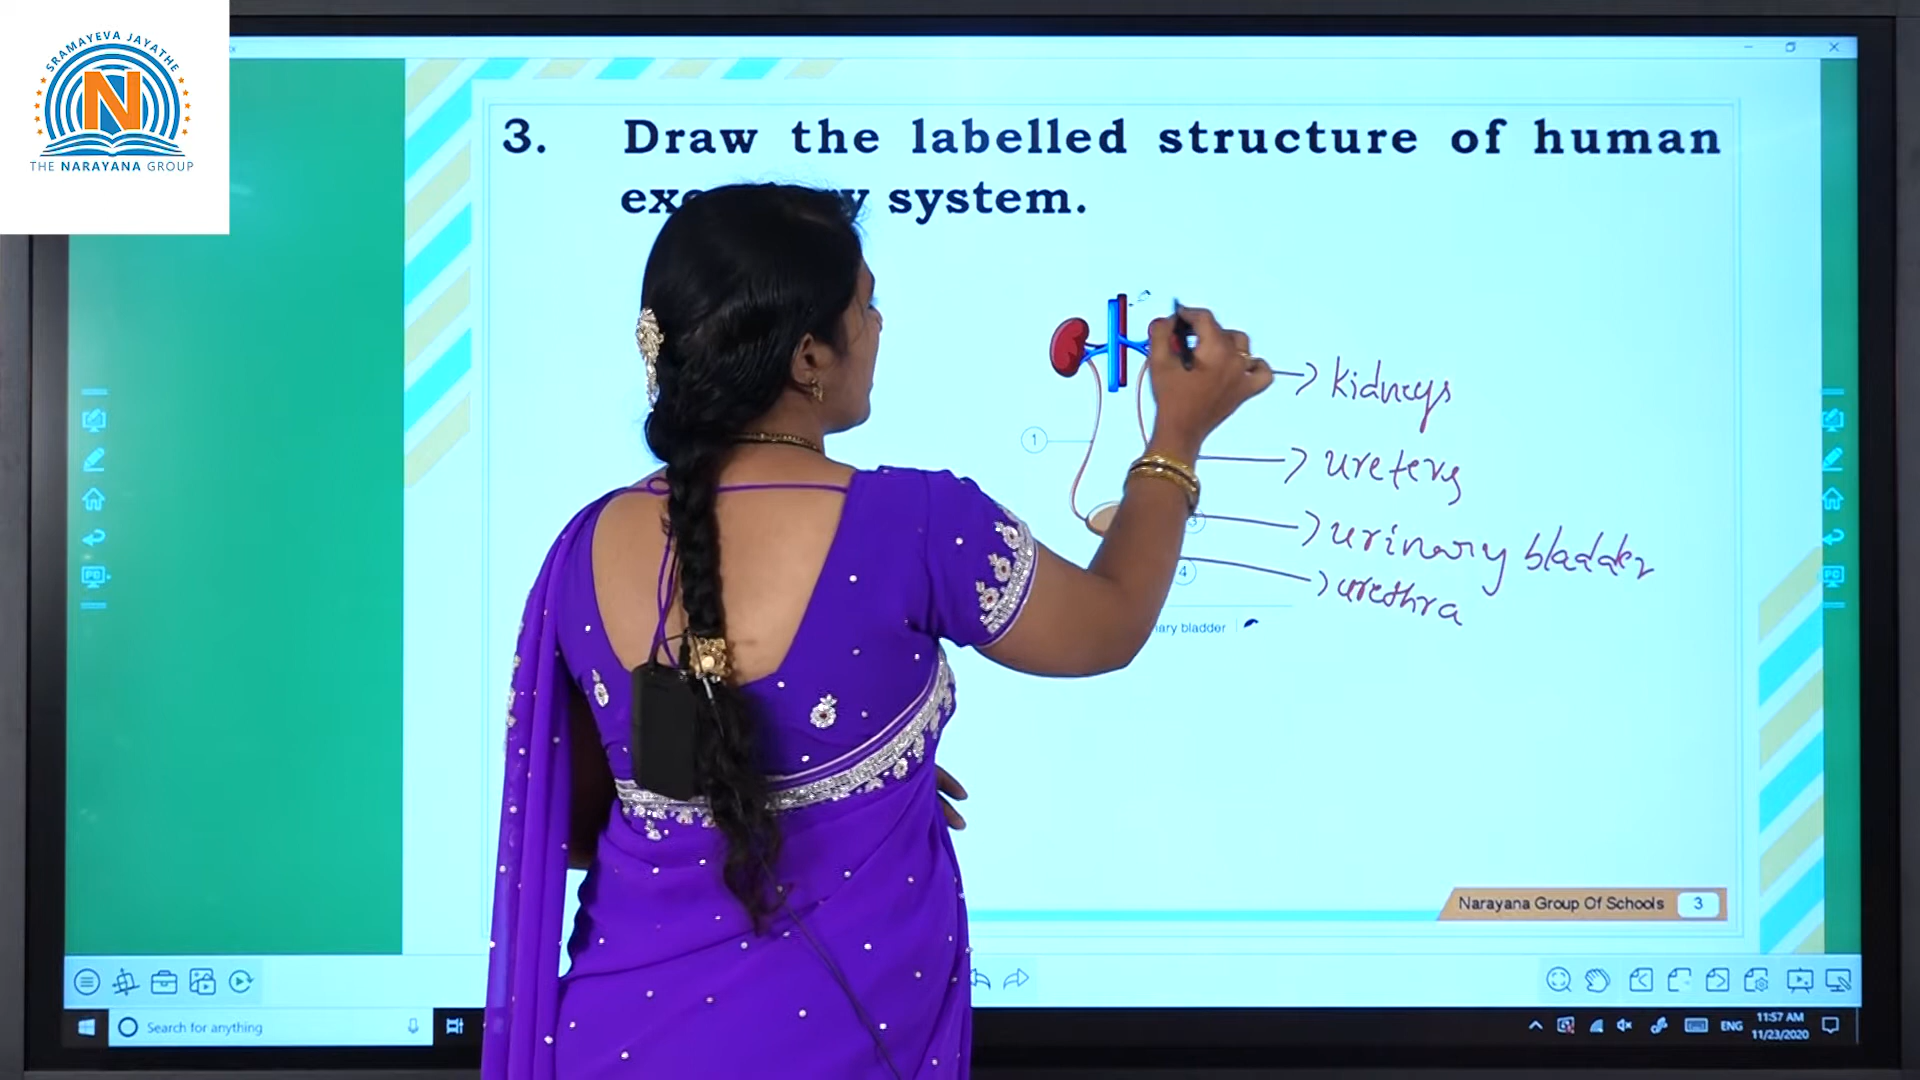 SRAMAYEVA JAYATHE
N
THE NARAYANA GROUP
3. Draw the labelled structure of human
system.
kidneys
ureters
1
3
urinary bladder
4
urethra
bladder
Narayana Group Of Schools 3
Search for anything
ENG
11:57 AM
11/23/2020